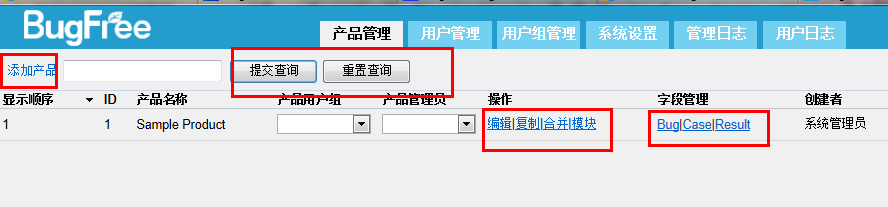 BugFree
产品管理 用户管理 用户组管理 系统设置 管理日志 用户日志
添加产品 提交查询 重置查询
显示顺序 ID 产品名称 产品用户组 产品管理员 操作 字段管理 创建者
1 1 Sample Product 编辑|复制|合并|模块 Bug|Case|Result 系统管理员